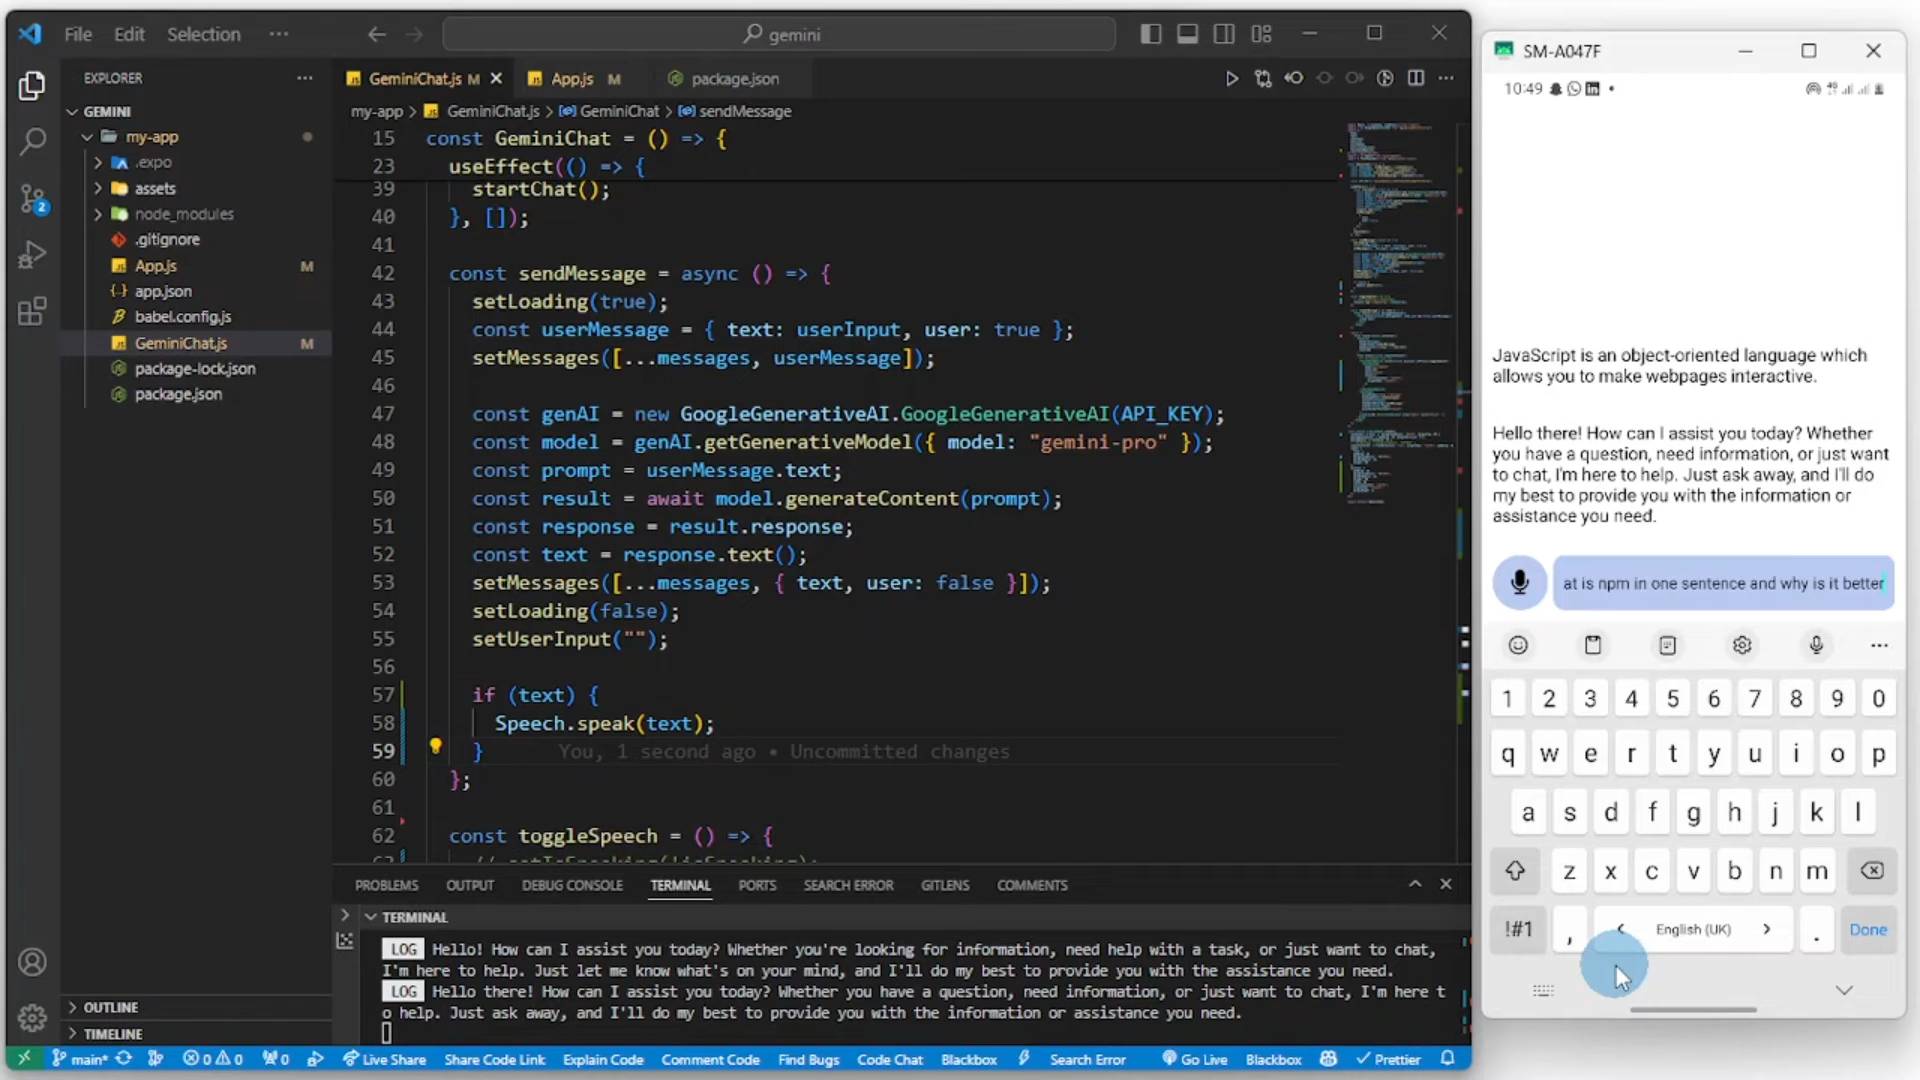 File Edit Selection ···
gemini
EXPLORER ···
GEMINI
my-app
.expo
assets
node_modules
.gitignore
App.js M
app.json
babel.config.js
GeminiChat.js M
package-lock.json
package.json
OUTLINE
TIMELINE
GeminiChat.js M
App.js M
package.json
my-app > GeminiChat.js > GeminiChat > sendMessage
15 const GeminiChat = () => {
23 useEffect(() => {
39 startChat();
40 }, []);
41
42 const sendMessage = async () => {
43 setLoading(true);
44 const userMessage = { text: userInput, user: true };
45 setMessages([...messages, userMessage]);
46
47 const genAI = new GoogleGenerativeAI.GoogleGenerativeAI(API_KEY);
48 const model = genAI.getGenerativeModel({ model: "gemini-pro" });
49 const prompt = userMessage.text;
50 const result = await model.generateContent(prompt);
51 const response = result.response;
52 const text = response.text();
53 setMessages([...messages, { text, user: false }]);
54 setLoading(false);
55 setUserInput("");
56
57 if (text) {
58 Speech.speak(text);
59 } You, 1 second ago • Uncommitted changes
60 };
61
62 const toggleSpeech = () => {
PROBLEMS OUTPUT DEBUG CONSOLE TERMINAL PORTS SEARCH ERROR GITLENS COMMENTS
TERMINAL
LOG Hello! How can I assist you today? Whether you're looking for information, need help with a task, or just want to chat,
I'm here to help. Just let me know what's on your mind, and I'll do my best to provide you with the assistance you need.
LOG Hello there! How can I assist you today? Whether you have a question, need information, or just want to chat, I'm here t
o help. Just ask away, and I'll do my best to provide you with the information or assistance you need.
main* 0 0 0 Live Share Share Code Link Explain Code Comment Code Find Bugs Code Chat Blackbox Search Error Go Live Blackbox Prettier
SM-A047F
10:49
JavaScript is an object-oriented language which
allows you to make webpages interactive.
Hello there! How can I assist you today? Whether
you have a question, need information, or just want
to chat, I'm here to help. Just ask away, and I'll do
my best to provide you with the information or
assistance you need.
at is npm in one sentence and why is it better
1 2 3 4 5 6 7 8 9 0
q w e r t y u i o p
a s d f g h j k l
z x c v b n m
!#1 , < English (UK) > . Done